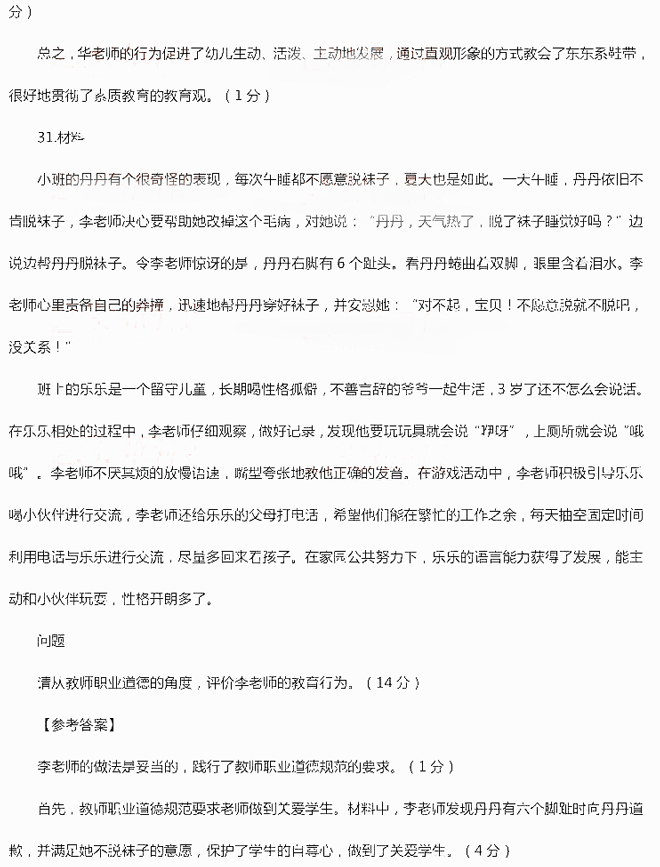 分）
总之，华老师的行为促进了幼儿生动、活泼、主动地发展，通过直观形象的方式教会了东东系鞋带，
很好地贯彻了素质教育的教育观。（1 分）
31.材料
小班的丹丹有个很奇怪的表现，每次午睡都不愿意脱袜子，夏天也是如此。一天午睡，丹丹依旧不
肯脱袜子，李老师决心要帮助她改掉这个毛病，对她说：“丹丹，天气热了，脱了袜子睡觉好吗？”边
说边帮丹丹脱袜子。令李老师惊讶的是，丹丹右脚有 6 个趾头。看丹丹蜷曲着双脚，眼里含着泪水。李
老师心里责备自己的莽撞，迅速地帮丹丹穿好袜子，并安慰她：“对不起，宝贝！不愿意脱就不脱吧，
没关系！”
班上的乐乐是一个留守儿童，长期喝性格孤僻，不善言辞的爷爷一起生活，3 岁了还不怎么会说话。
在乐乐相处的过程中，李老师仔细观察，做好记录，发现他要玩玩具就会说“咿呀”，上厕所就会说“哦
哦”。李老师不厌其烦的放慢语速，嘴型夸张地教他正确的发音。在游戏活动中，李老师积极引导乐乐
喝小伙伴进行交流，李老师还给乐乐的父母打电话，希望他们能在繁忙的工作之余，每天抽空固定时间
利用电话与乐乐进行交流，尽量多回来看孩子。在家园公共努力下，乐乐的语言能力获得了发展，能主
动和小伙伴玩耍，性格开朗多了。
问题
请从教师职业道德的角度，评价李老师的教育行为。（14 分）
【参考答案】
李老师的做法是妥当的，践行了教师职业道德规范的要求。（1 分）
首先，教师职业道德规范要求老师做到关爱学生。材料中，李老师发现丹丹有六个脚趾时向丹丹道
歉，并满足她不脱袜子的意愿，保护了学生的自尊心，做到了关爱学生。（4 分）